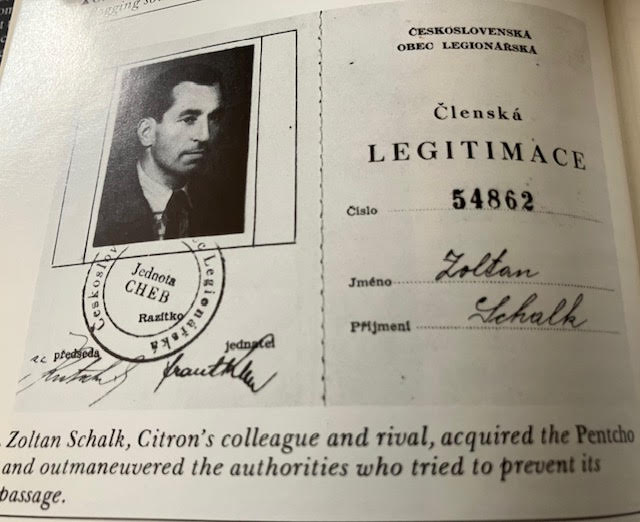 ČESKOSLOVENSKÁ
OBEC LEGIONÁŘSKÁ
Členská
LEGITIMACE
Číslo 54862
Jméno Zoltan
Příjmení Schalk
Jednota
CHEB
Razítko
předseda jednatel
Zoltan Schalk, Citron's colleague and rival, acquired the Pentcho
and outmaneuvered the authorities who tried to prevent its
passage.